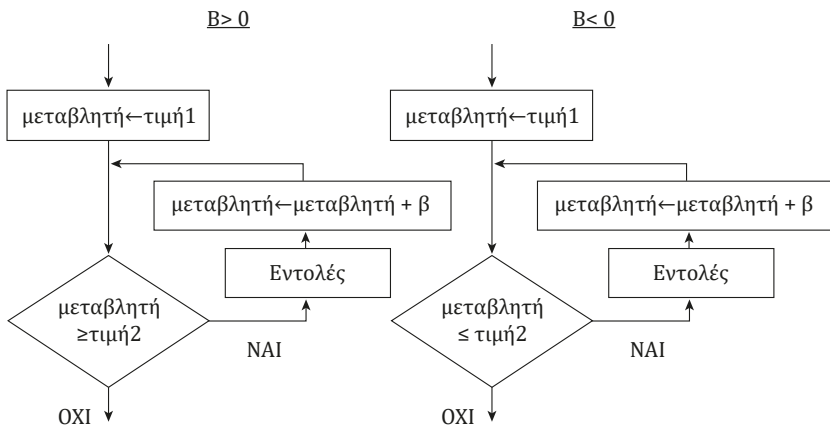 Β> 0
μεταβλητή←τιμή1
μεταβλητή←μεταβλητή + β
Εντολές
μεταβλητή
≥τιμή2
ΝΑΙ
ΟΧΙ
Β< 0
μεταβλητή←τιμή1
μεταβλητή←μεταβλητή + β
Εντολές
μεταβλητή
≤ τιμή2
ΝΑΙ
ΟΧΙ